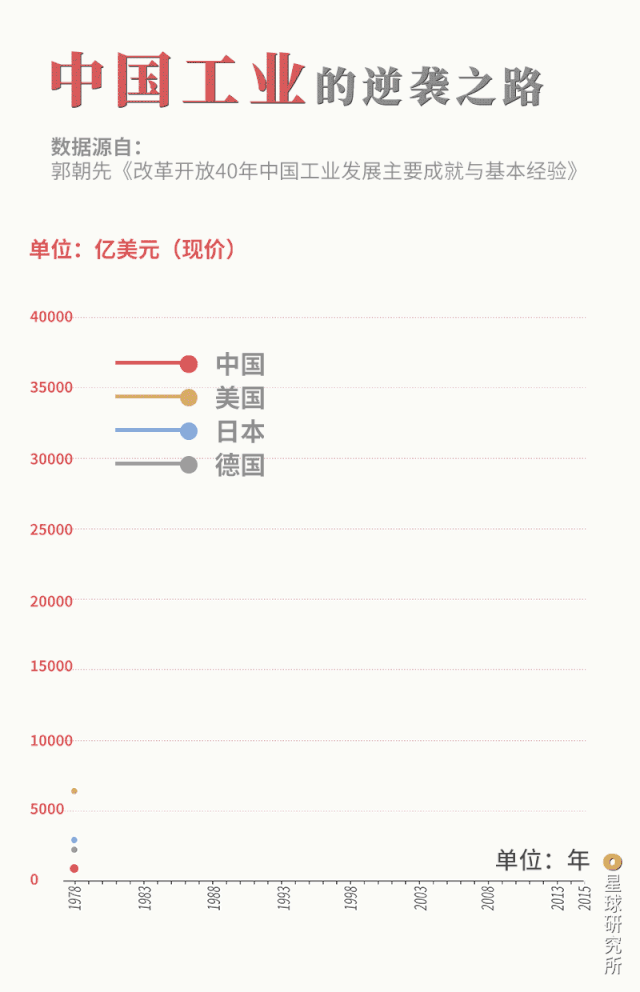 中国工业的逆袭之路
数据源自：
郭朝先《改革开放40年中国工业发展主要成就与基本经验》
单位：亿美元（现价）
40000
中国
35000
美国
日本
30000
德国
25000
20000
15000
10000
5000
单位：年
0
1978
1983
1988
1993
1998
2003
2008
2013
2015
星球研究所